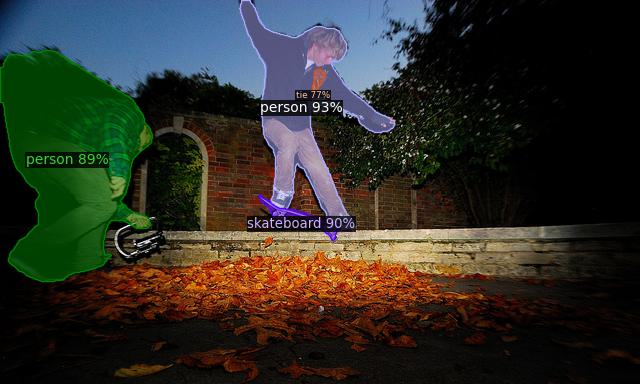 tie 77%
person 93%
person 89%
skateboard 90%